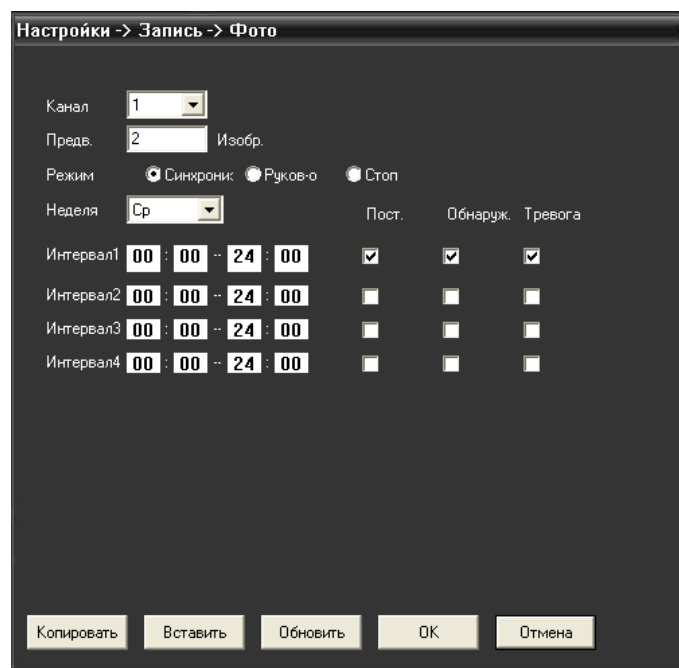 Настройки -> Запись -> Фото
Канал 1
Предв. 2 Изобр.
Режим Синхрони: Руков-о Стоп
Неделя Ср Пост. Обнаруж. Тревога
Интервал1 00 : 00 -- 24 : 00
Интервал2 00 : 00 -- 24 : 00
Интервал3 00 : 00 -- 24 : 00
Интервал4 00 : 00 -- 24 : 00
Копировать Вставить Обновить OK Отмена